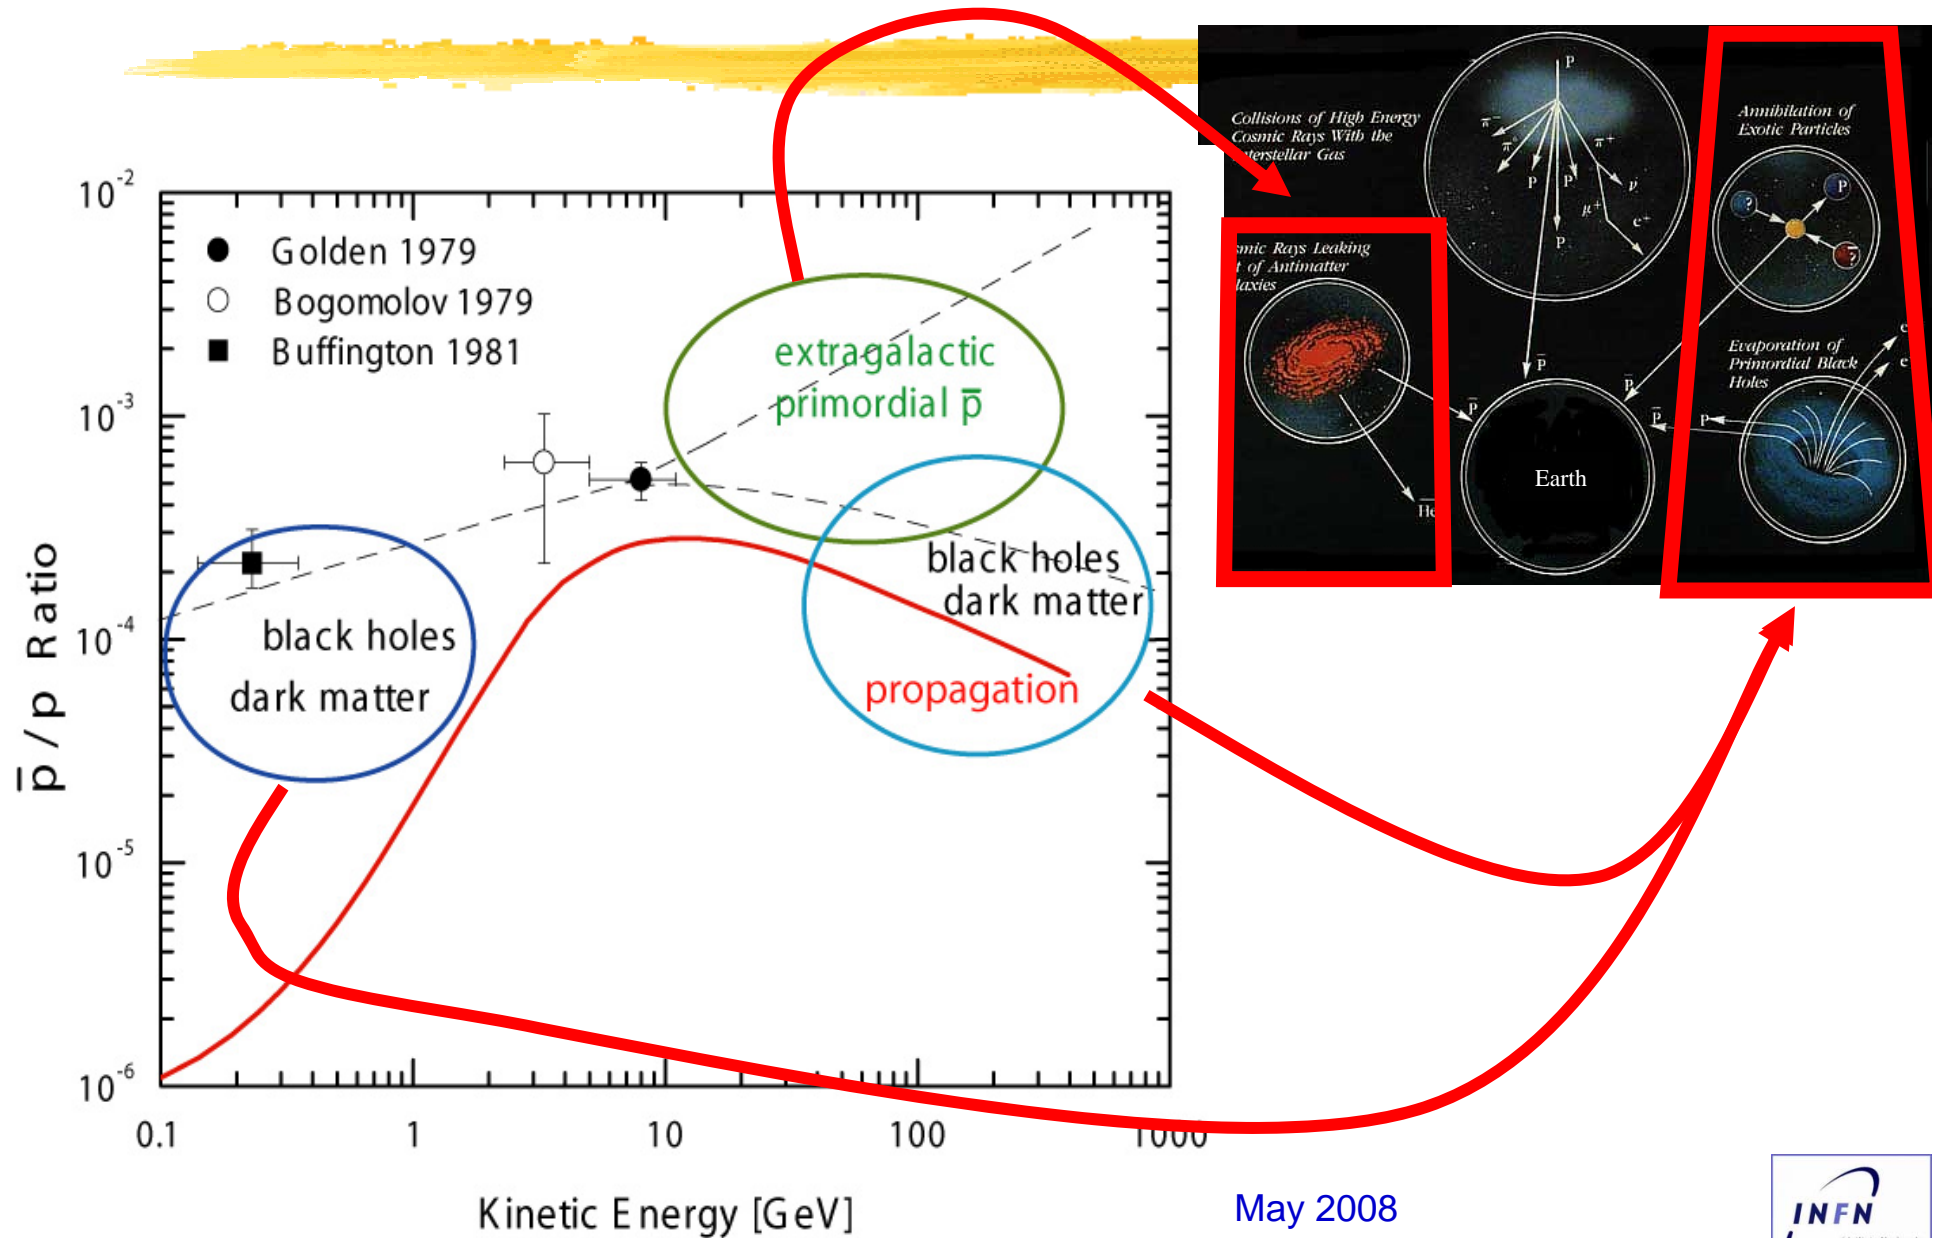 10-2
10-3
10-4
10-5
10-6
p̄ / p Ratio
Golden 1979
Bogomolov 1979
Buffington 1981
extragalactic
primordial p̄
black holes
dark matter
black holes
dark matter
propagation
0.1
1
10
100
1000
Kinetic Energy [GeV]
Collisions of High Energy
Cosmic Rays With the
Interstellar Gas
P
π-
π°
P
P
π+
ν
μ+
e+
P
smic Rays Leaking
t of Antimatter
laxies
p̄
H̄e
p̄
Earth
Annihilation of
Exotic Particles
?
P
?
p̄
Evaporation of
Primordial Black
Holes
e
e
p̄
P
May 2008
INFN